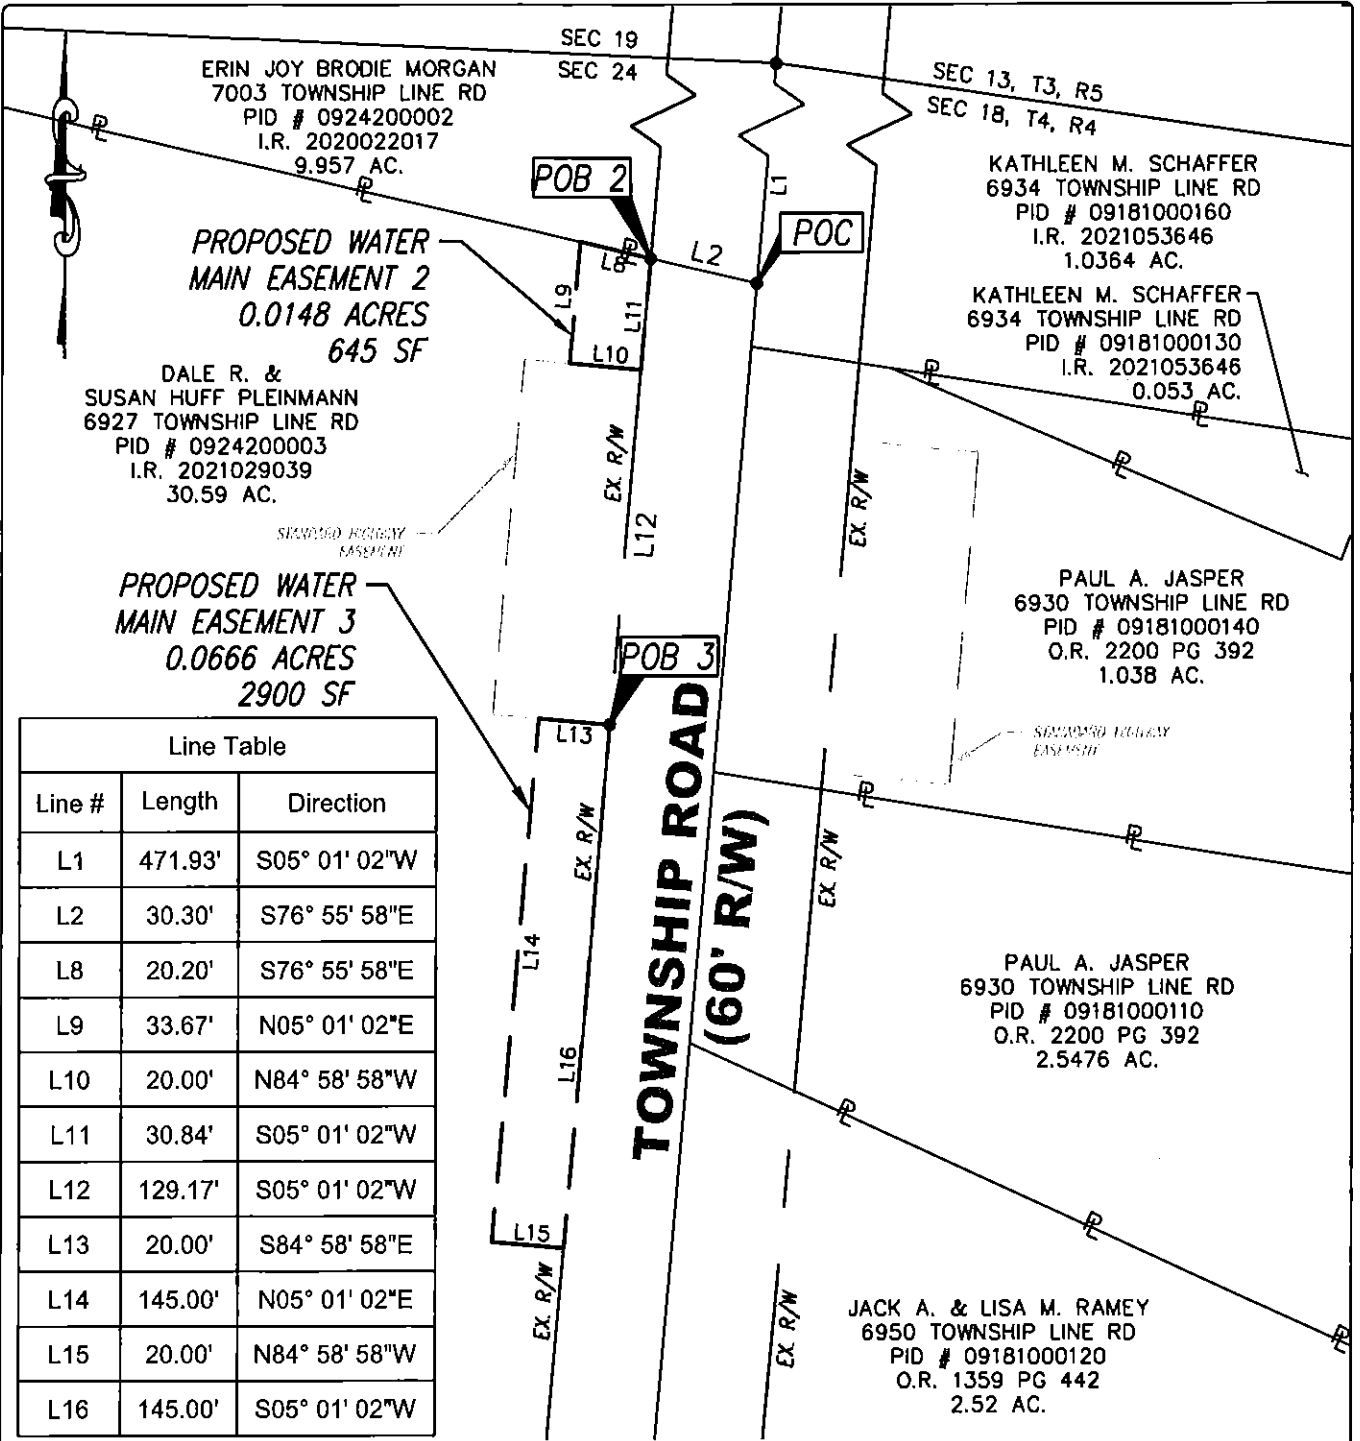 SEC 19
SEC 24
SEC 13, T3, R5
SEC 18, T4, R4
ERIN JOY BRODIE MORGAN
7003 TOWNSHIP LINE RD
PID # 0924200002
I.R. 2020022017
9.957 AC.
KATHLEEN M. SCHAFFER
6934 TOWNSHIP LINE RD
PID # 09181000160
I.R. 2021053646
1.0364 AC.
POB 2
L1
POC
L2
PROPOSED WATER
MAIN EASEMENT 2
0.0148 ACRES
645 SF
L8
L9
L11
L10
KATHLEEN M. SCHAFFER
6934 TOWNSHIP LINE RD
PID # 09181000130
I.R. 2021053646
0.053 AC.
DALE R. &
SUSAN HUFF PLEINMANN
6927 TOWNSHIP LINE RD
PID # 0924200003
I.R. 2021029039
30.59 AC.
EX. R/W
EX. R/W
L12
STANDARD HIGHWAY
EASEMENT
PROPOSED WATER
MAIN EASEMENT 3
0.0666 ACRES
2900 SF
PAUL A. JASPER
6930 TOWNSHIP LINE RD
PID # 09181000140
O.R. 2200 PG 392
1.038 AC.
POB 3
L13
STANDARD HIGHWAY
EASEMENT
TOWNSHIP ROAD
(60' R/W)
EX. R/W
EX. R/W
L14
L16
PAUL A. JASPER
6930 TOWNSHIP LINE RD
PID # 09181000110
O.R. 2200 PG 392
2.5476 AC.
L15
EX. R/W
EX. R/W
JACK A. & LISA M. RAMEY
6950 TOWNSHIP LINE RD
PID # 09181000120
O.R. 1359 PG 442
2.52 AC.
Line Table
Line # Length Direction
L1 471.93' S05° 01' 02"W
L2 30.30' S76° 55' 58"E
L8 20.20' S76° 55' 58"E
L9 33.67' N05° 01' 02"E
L10 20.00' N84° 58' 58"W
L11 30.84' S05° 01' 02"W
L12 129.17' S05° 01' 02"W
L13 20.00' S84° 58' 58"E
L14 145.00' N05° 01' 02"E
L15 20.00' N84° 58' 58"W
L16 145.00' S05° 01' 02"W